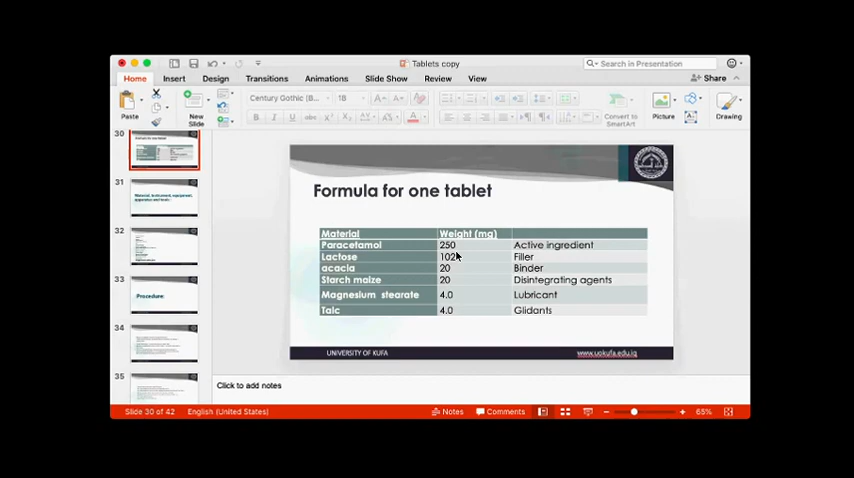 Tablets copy
Search in Presentation
Home Insert Design Transitions Animations Slide Show Review View Share
Century Gothic (B... 18
Paste New Slide Convert to SmartArt Picture Drawing
30
Formula for one tablet
31
32
33
Procedure:
34
35
Formula for one tablet
Material Weight (mg)
Paracetamol 250 Active ingredient
Lactose 102 Filler
acacia 20 Binder
Starch maize 20 Disintegrating agents
Magnesium stearate 4.0 Lubricant
Talc 4.0 Glidants
UNIVERSITY OF KUFA www.uokufa.edu.iq
Click to add notes
Slide 30 of 42 English (United States) Notes Comments 65%